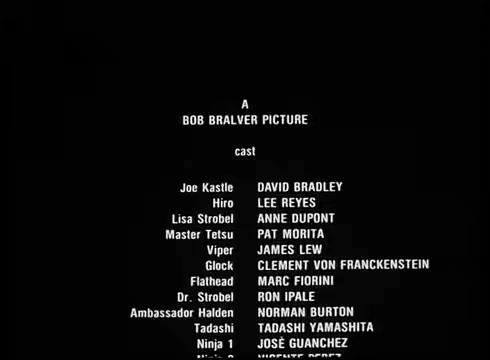 A
BOB BRALVER PICTURE
cast
Joe Kastle DAVID BRADLEY
Hiro LEE REYES
Lisa Strobel ANNE DUPONT
Master Tetsu PAT MORITA
Viper JAMES LEW
Glock CLEMENT VON FRANCKENSTEIN
Flathead MARC FIORINI
Dr. Strobel RON IPALE
Ambassador Halden NORMAN BURTON
Tadashi TADASHI YAMASHITA
Ninja 1 JOSÈ GUANCHEZ